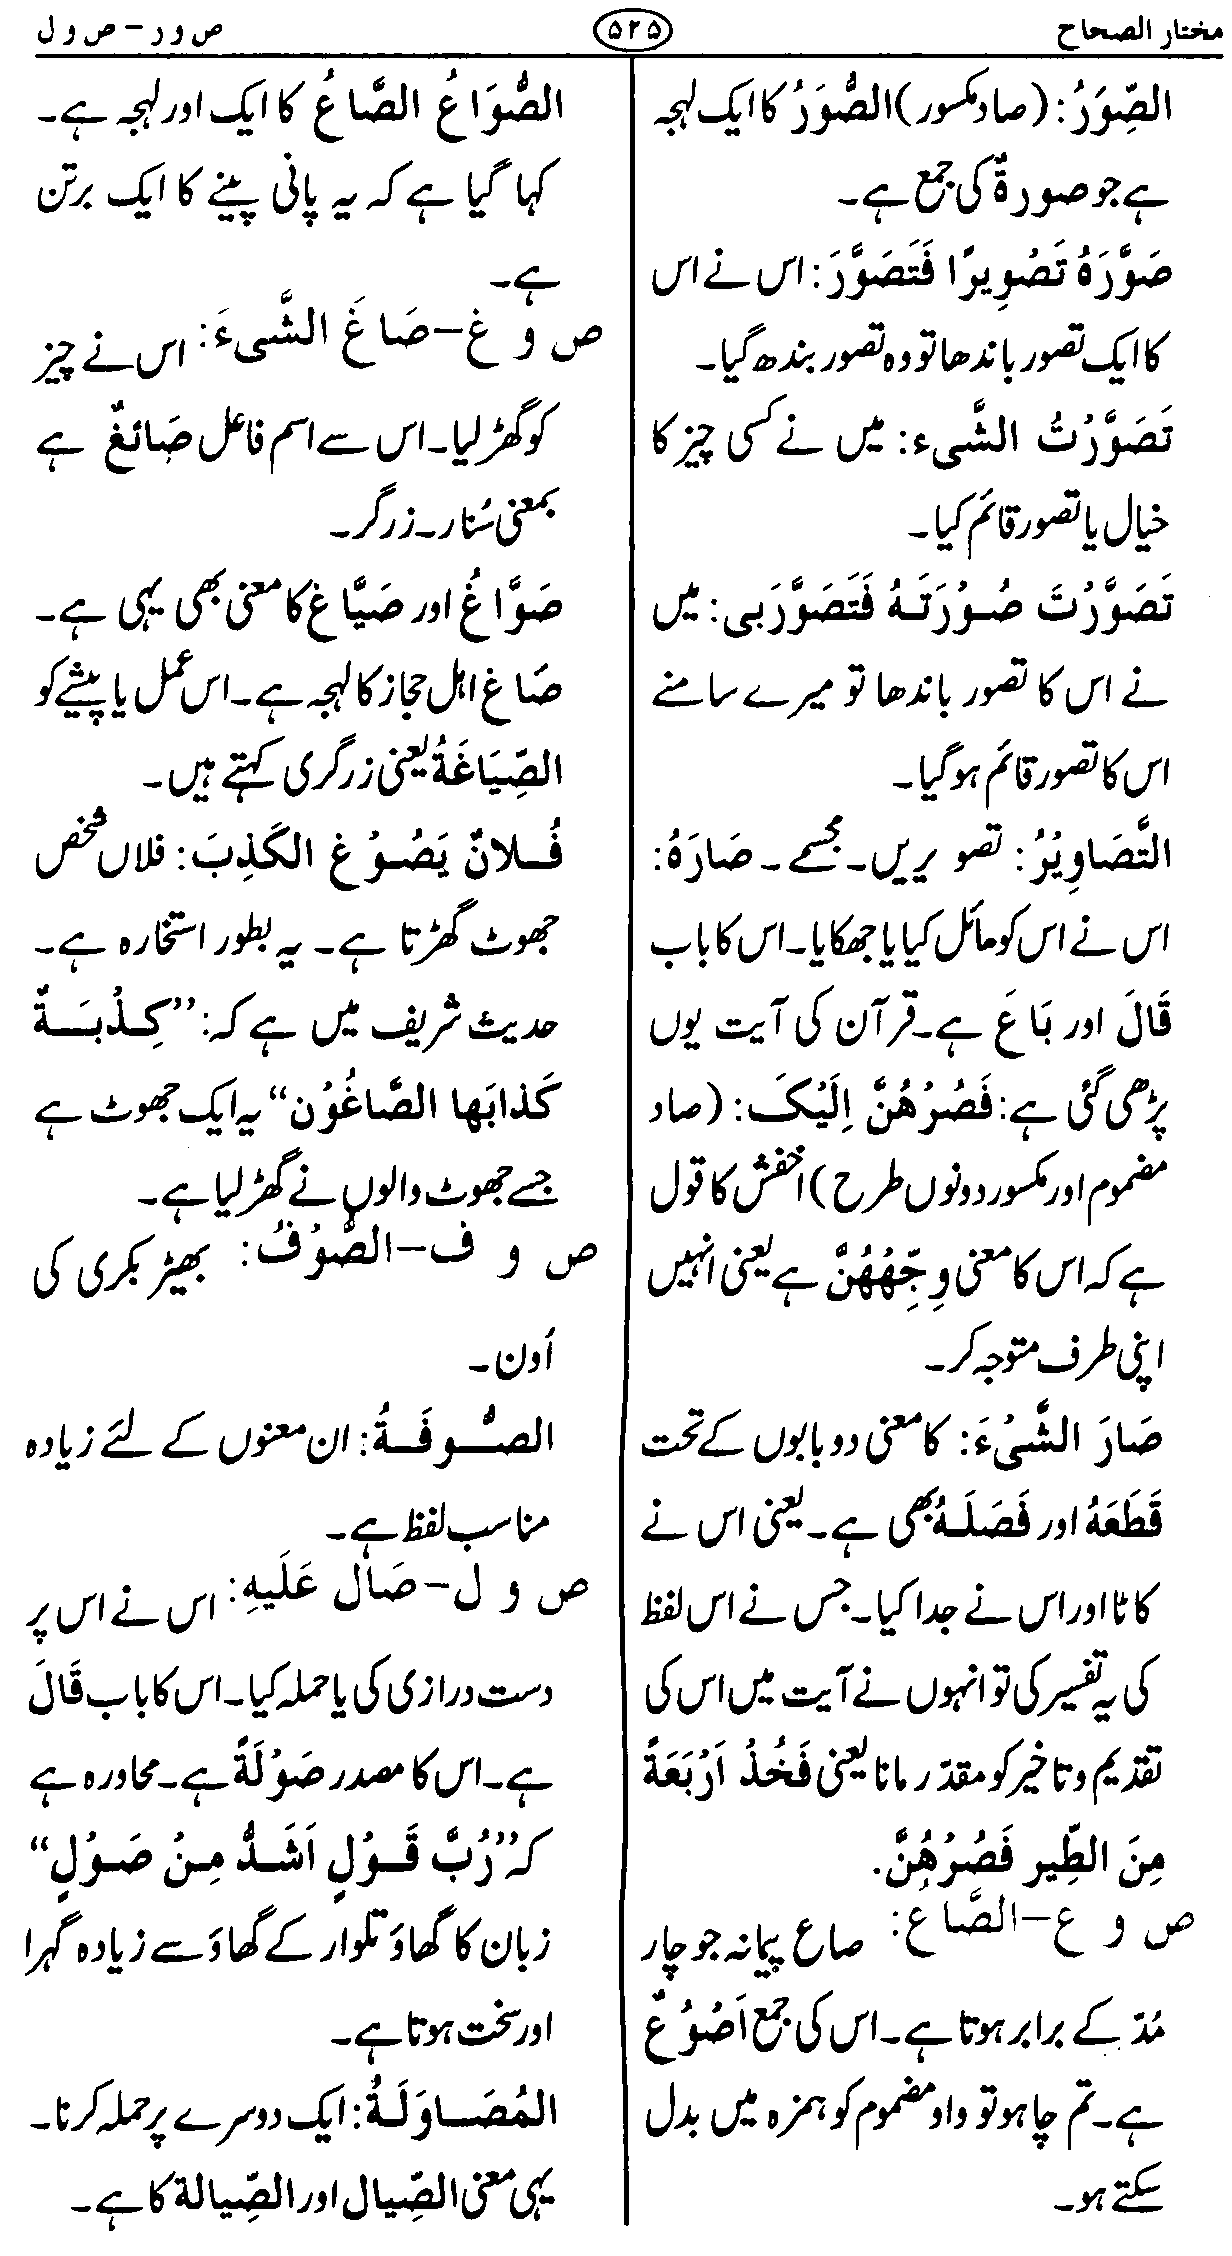 مختار الصحاح ۵۲۵ ص و ر – ص و ل
الصِّوَرُ: (صاد مکسور) الصُّوَرُ کا ایک لہجہ
ہے جو صورۃٌ کی جمع ہے۔
صَوَّرَهُ تَصْوِيرًا فَتَصَوَّرَ: اس نے اس
کا ایک تصور باندھا تو وہ تصور بندھ گیا۔
تَصَوَّرْتُ الشَّیء: میں نے کسی چیز کا
خیال یا تصور قائم کیا۔
تَصَوَّرْتَ صُوْرَتَهُ فَتَصَوَّرَبی: میں
نے اس کا تصور باندھا تو میرے سامنے
اس کا تصور قائم ہو گیا۔
التَّصَاوِيْرُ: تصویریں۔ مجسمے۔ صَارَهُ:
اس نے اس کو مائل کیا یا جھکایا۔ اس کا باب
قَالَ اور بَاعَ ہے۔ قرآن کی آیت یوں
پڑھی گئی ہے: فَصُرْهُنَّ اِلَیْکَ: (صاد
مضموم اور مکسور دونوں طرح) اخفش کا قول
ہے کہ اس کا معنی وِجِّهْهُنَّ ہے یعنی انہیں
اپنی طرف متوجہ کر۔
صَارَ الشَّیْءَ: کا معنی دو بابوں کے تحت
قَطَعَهُ اور فَصَلَهُ بھی ہے۔ یعنی اس نے
کاٹا اور اس نے جدا کیا۔ جس نے اس لفظ
کی یہ تفسیر کی تو انہوں نے آیت میں اس کی
تقدیم و تاخیر کو مقدّر مانا یعنی فَخُذْ اَرْبَعَةً
مِنَ الطِّیر فَصُرْهُنَّ.
ص و ع – الصَّاع: صاع پیمانہ جو چار
مُدّ کے برابر ہوتا ہے۔ اس کی جمع اَصْوُعٌ
ہے۔ تم چاہو تو واو مضموم کو ہمزہ میں بدل
سکتے ہو۔
الصُّوَاعُ الصَّاعُ کا ایک اور لہجہ ہے۔
کہا گیا ہے کہ یہ پانی پینے کا ایک برتن
ہے۔
ص و غ – صَاغَ الشَّیءَ: اس نے چیز
کو گھڑ لیا۔ اس سے اسم فاعل صَائغٌ ہے
بمعنی سُنار۔ زرگر۔
صَوَّاغُ اور صَيَّاغ کا معنی بھی یہی ہے۔
صَاغ اہل حجاز کا لہجہ ہے۔ اس عمل یا پیشے کو
الصِّیَاغَةُ یعنی زرگری کہتے ہیں۔
فُلانٌ یَصُوْغ الکَذِبَ: فلاں شخص
جھوٹ گھڑتا ہے۔ یہ بطور استخارہ ہے۔
حدیث شریف میں ہے کہ: ”کِذْبَةٌ
کَذابَها الصَّاغُوْن“ یہ ایک جھوٹ ہے
جسے جھوٹ والوں نے گھڑ لیا ہے۔
ص و ف – الصُّوْفُ: بھیڑ بکری کی
اُون۔
الصُّوفَةُ: ان معنوں کے لئے زیادہ
مناسب لفظ ہے۔
ص و ل – صَال عَلَيهِ: اس نے اس پر
دست درازی کی یا حملہ کیا۔ اس کا باب قَالَ
ہے۔ اس کا مصدر صَوْلَةً ہے۔ محاورہ ہے
کہ ”رُبَّ قَوْلٍ اَشَدُّ مِنْ صَوْلٍ“
زبان کا گھاؤ تلوار کے گھاؤ سے زیادہ گہرا
اور سخت ہوتا ہے۔
المُصَاوَلَةُ: ایک دوسرے پر حملہ کرنا۔
یہی معنی الصِّیال اور الصِّیالة کا ہے۔